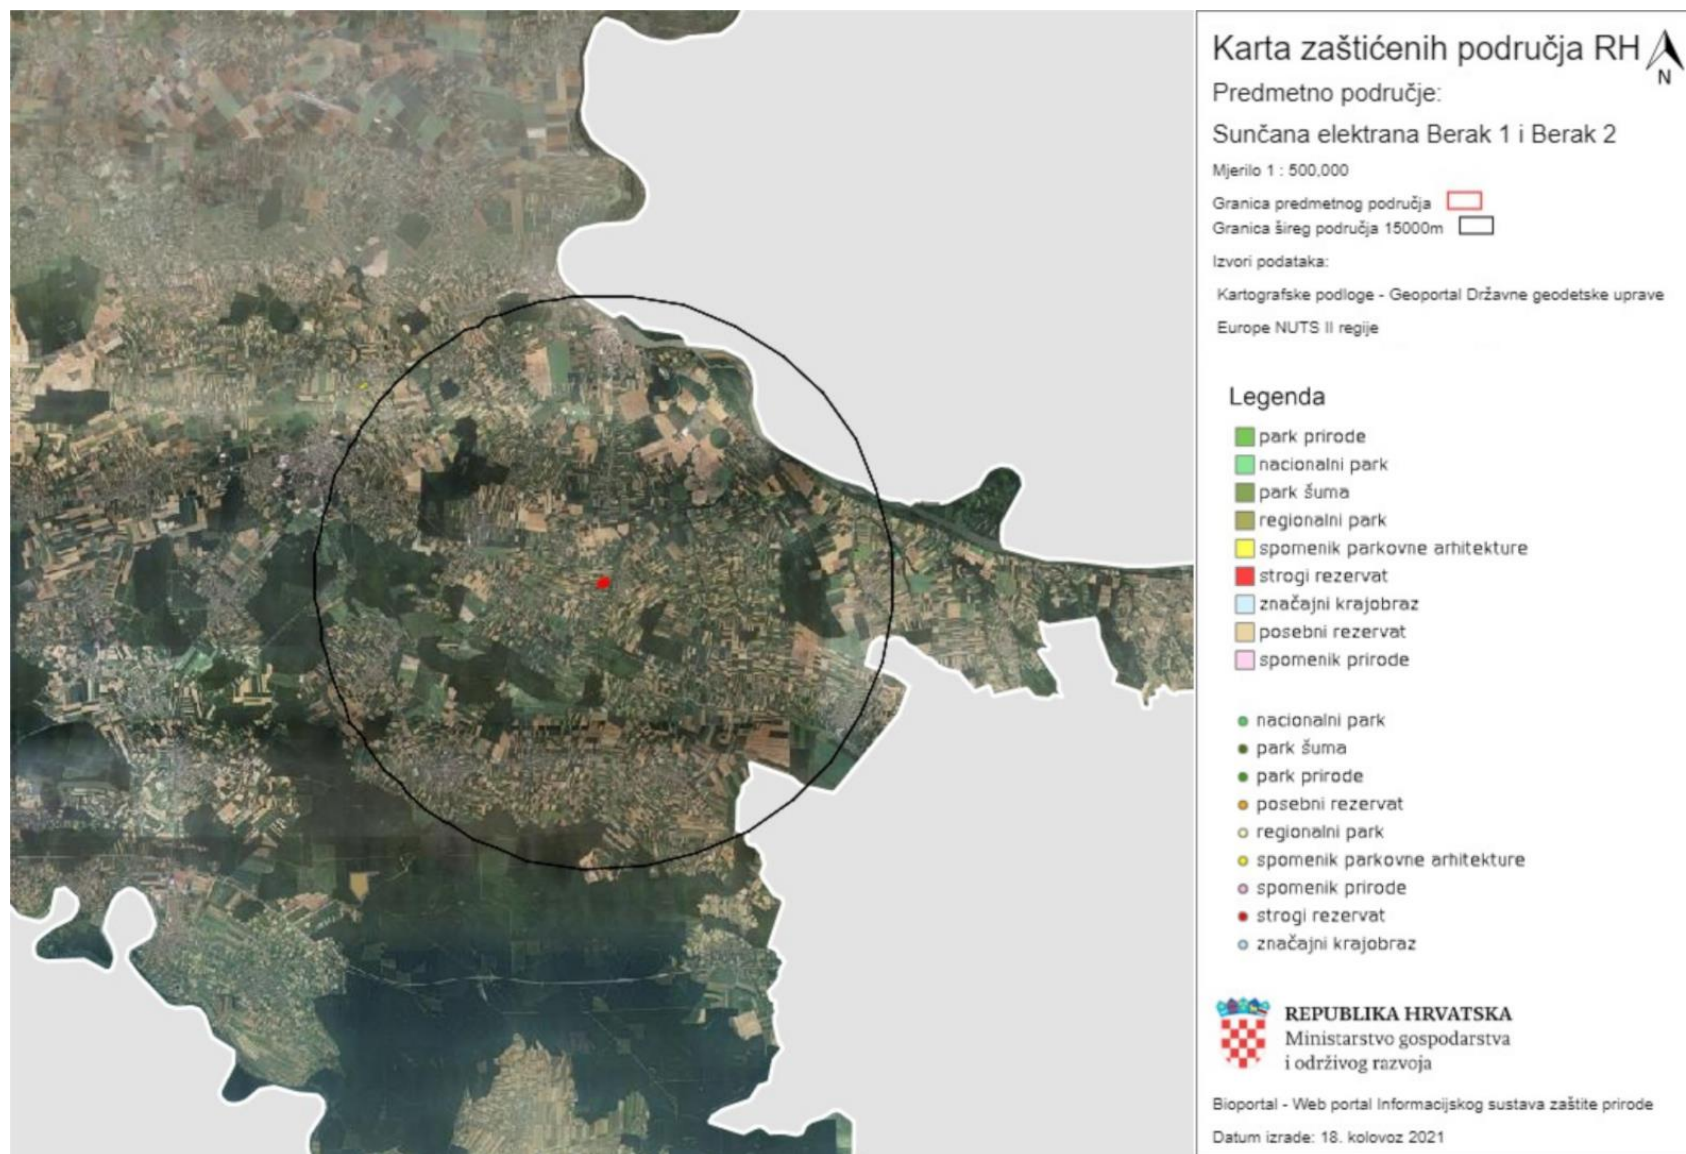 Karta zaštićenih područja RH
N
Predmetno područje:
Sunčana elektrana Berak 1 i Berak 2
Mjerilo 1 : 500,000
Granica predmetnog područja
Granica šireg područja 15000m
Izvori podataka:
Kartografske podloge - Geoportal Državne geodetske uprave
Europe NUTS II regije
Legenda
park prirode
nacionalni park
park šuma
regionalni park
spomenik parkovne arhitekture
strogi rezervat
značajni krajobraz
posebni rezervat
spomenik prirode
nacionalni park
park šuma
park prirode
posebni rezervat
regionalni park
spomenik parkovne arhitekture
spomenik prirode
strogi rezervat
značajni krajobraz
REPUBLIKA HRVATSKA
Ministarstvo gospodarstva
i održivog razvoja
Bioportal - Web portal Informacijskog sustava zaštite prirode
Datum izrade: 18. kolovoz 2021